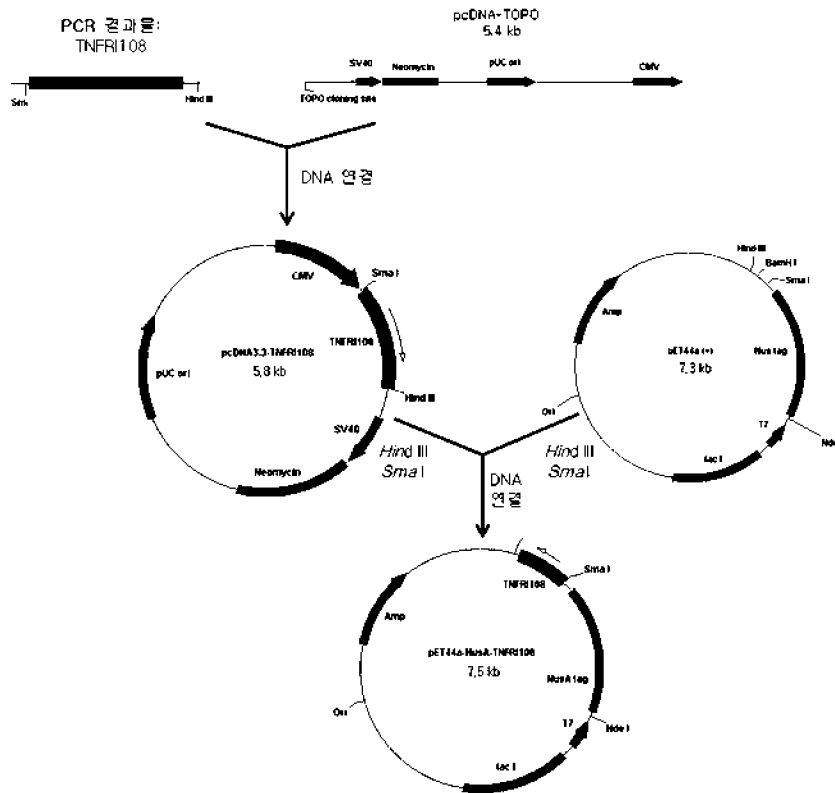 PCR 결과물:
TNFRI108
SmI
Hind III
pcDNA-TOPO
5.4 kb
SV40
Neomycin
pUC ori
CMV
TOPO cloning site
DNA 연결
CMV
Sma I
TNFRI108
Hind III
SV40
Neomycin
pUC ori
pcDNA3.3-TNFRI108
5.8 kb
Hind III
BamH I
Sma I
Amp
Nus tag
pET44a (+)
7.3 kb
Ori
T7
Nde
lac I
Hind III
Sma I
Hind III
Sma I
DNA
연결
TNFRI108
Sma I
Amp
pET44a-NusA-TNFRI108
7.5 kb
NusA tag
Ori
T7
Nde I
lac I